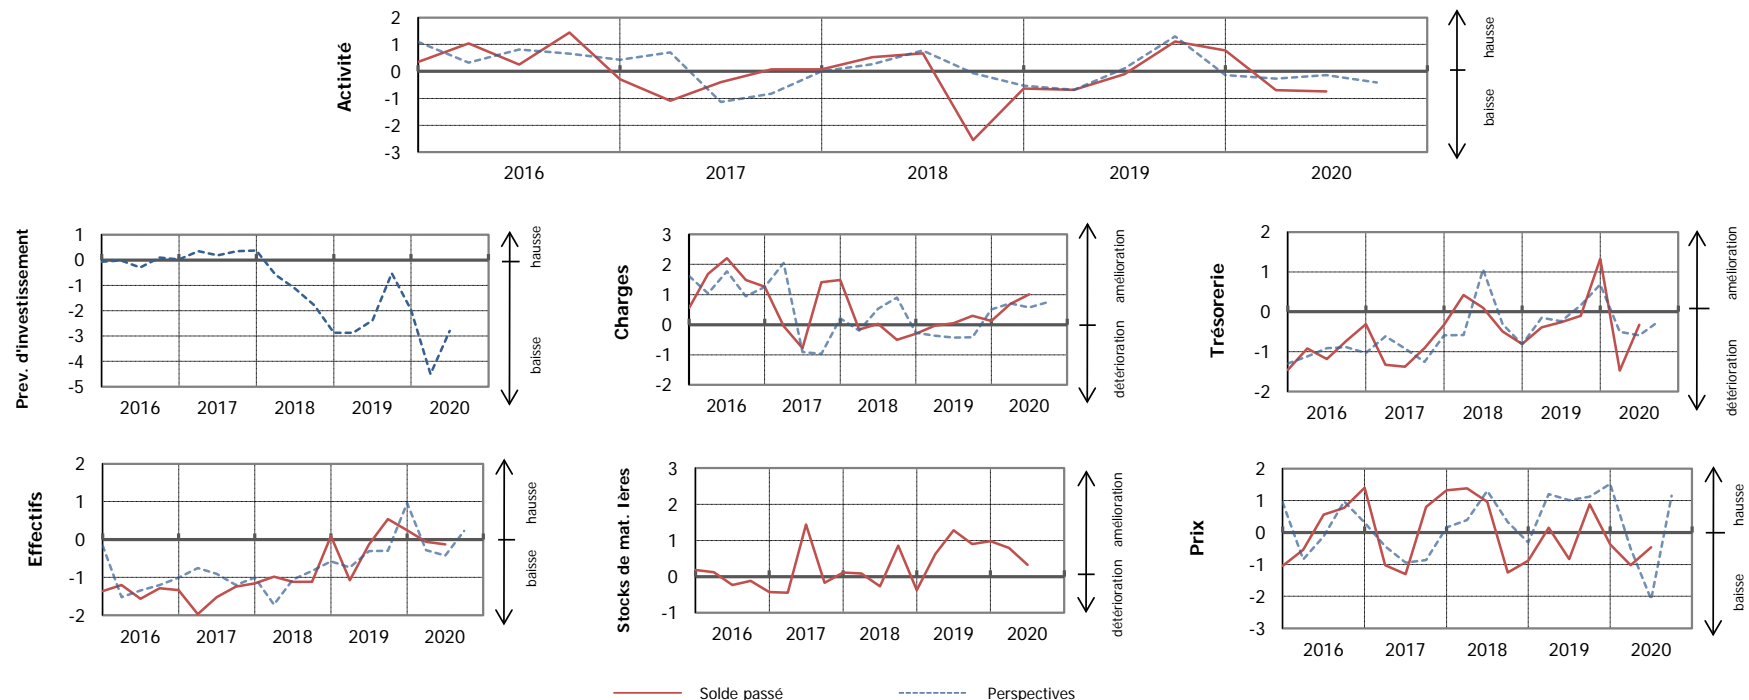 Activité
2
1
0
-1
-2
-3
2016 2017 2018 2019 2020
hausse
baisse
Prev. d'investissement
1
0
-1
-2
-3
-4
-5
2016 2017 2018 2019 2020
hausse
baisse
Charges
3
2
1
0
-1
-2
2016 2017 2018 2019 2020
amélioration
détérioration
Trésorerie
2
1
0
-1
-2
2016 2017 2018 2019 2020
amélioration
détérioration
Effectifs
2
1
0
-1
-2
2016 2017 2018 2019 2020
hausse
baisse
Stocks de mat. Ières
3
2
1
0
-1
2016 2017 2018 2019 2020
amélioration
détérioration
Prix
2
1
0
-1
-2
-3
2016 2017 2018 2019 2020
hausse
baisse
Solde passé Perspectives